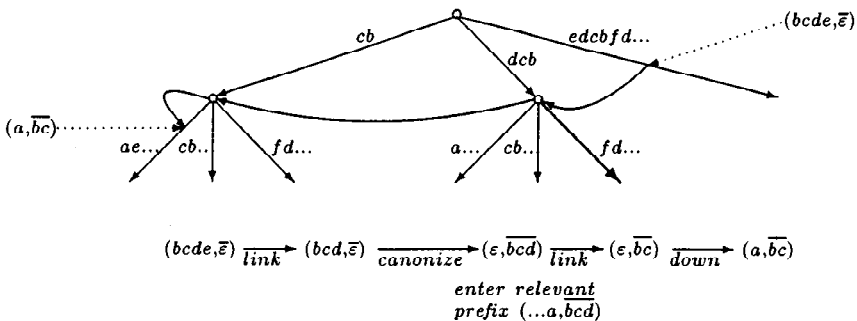 (bcde,ε̅)
cb
edcbfd...
dcb
(a,b̅c̅)
ae...
cb...
fd...
a...
cb...
fd...
(bcde,ε̅) link (bcd,ε̅) canonize (ε,b̅c̅d̅) link (ε,b̅c̅) down (a,b̅c̅)
enter relevant
prefix (...a,b̅c̅d̅)